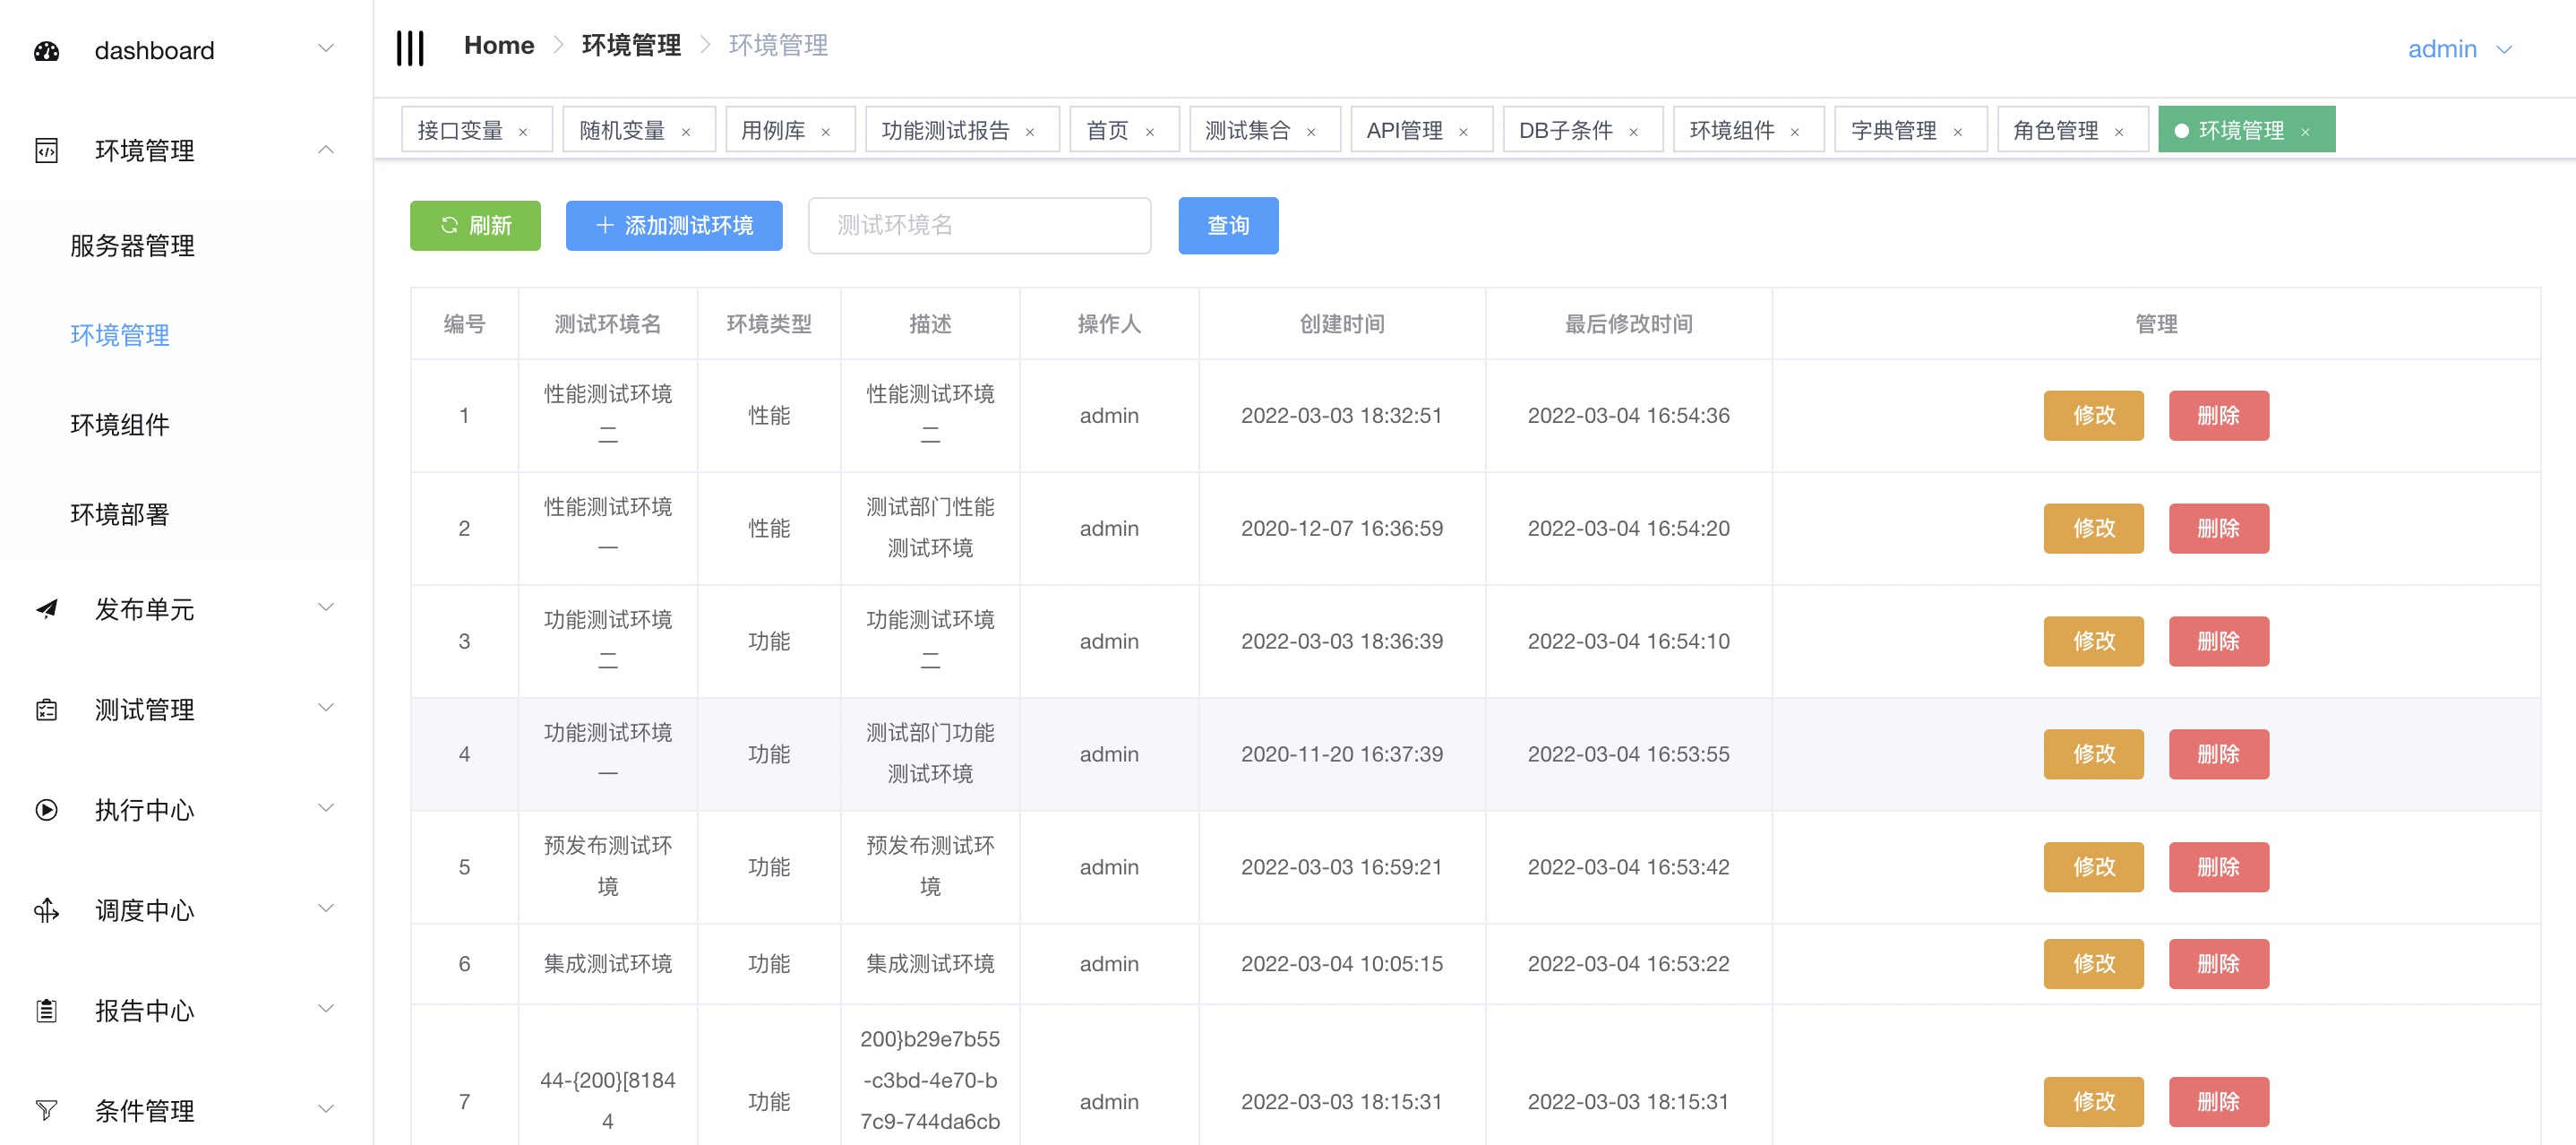 dashboard
环境管理
服务器管理
环境管理
环境组件
环境部署
发布单元
测试管理
执行中心
调度中心
报告中心
条件管理
Home 环境管理 环境管理
admin
接口变量 × 随机变量 × 用例库 × 功能测试报告 × 首页 × 测试集合 × API管理 × DB子条件 × 环境组件 × 字典管理 × 角色管理 × 环境管理 ×
刷新 添加测试环境 测试环境名 查询
编号 测试环境名 环境类型 描述 操作人 创建时间 最后修改时间 管理
1 性能测试环境二 性能 性能测试环境二 admin 2022-03-03 18:32:51 2022-03-04 16:54:36 修改 删除
2 性能测试环境一 性能 测试部门性能测试环境 admin 2020-12-07 16:36:59 2022-03-04 16:54:20 修改 删除
3 功能测试环境二 功能 功能测试环境二 admin 2022-03-03 18:36:39 2022-03-04 16:54:10 修改 删除
4 功能测试环境一 功能 测试部门功能测试环境 admin 2020-11-20 16:37:39 2022-03-04 16:53:55 修改 删除
5 预发布测试环境 功能 预发布测试环境 admin 2022-03-03 16:59:21 2022-03-04 16:53:42 修改 删除
6 集成测试环境 功能 集成测试环境 admin 2022-03-04 10:05:15 2022-03-04 16:53:22 修改 删除
7 44-{200}[81844 功能 200}b29e7b55-c3bd-4e70-b7c9-744da6cb admin 2022-03-03 18:15:31 2022-03-03 18:15:31 修改 删除